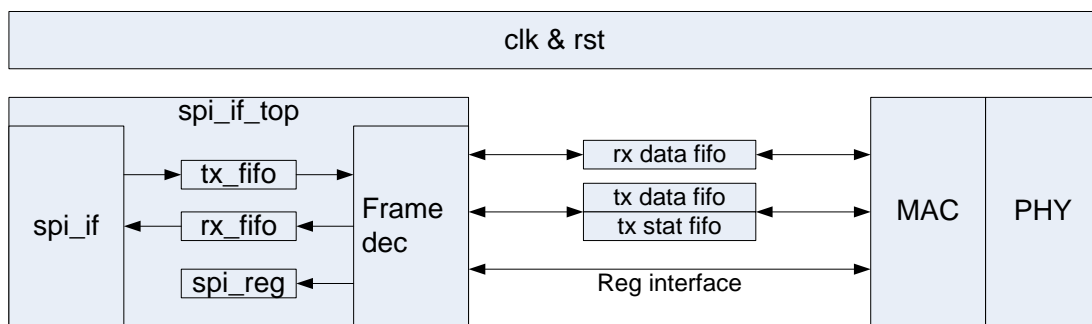 clk & rst
spi_if_top
spi_if
tx_fifo
rx_fifo
spi_reg
Frame
dec
rx data fifo
tx data fifo
tx stat fifo
Reg interface
MAC
PHY